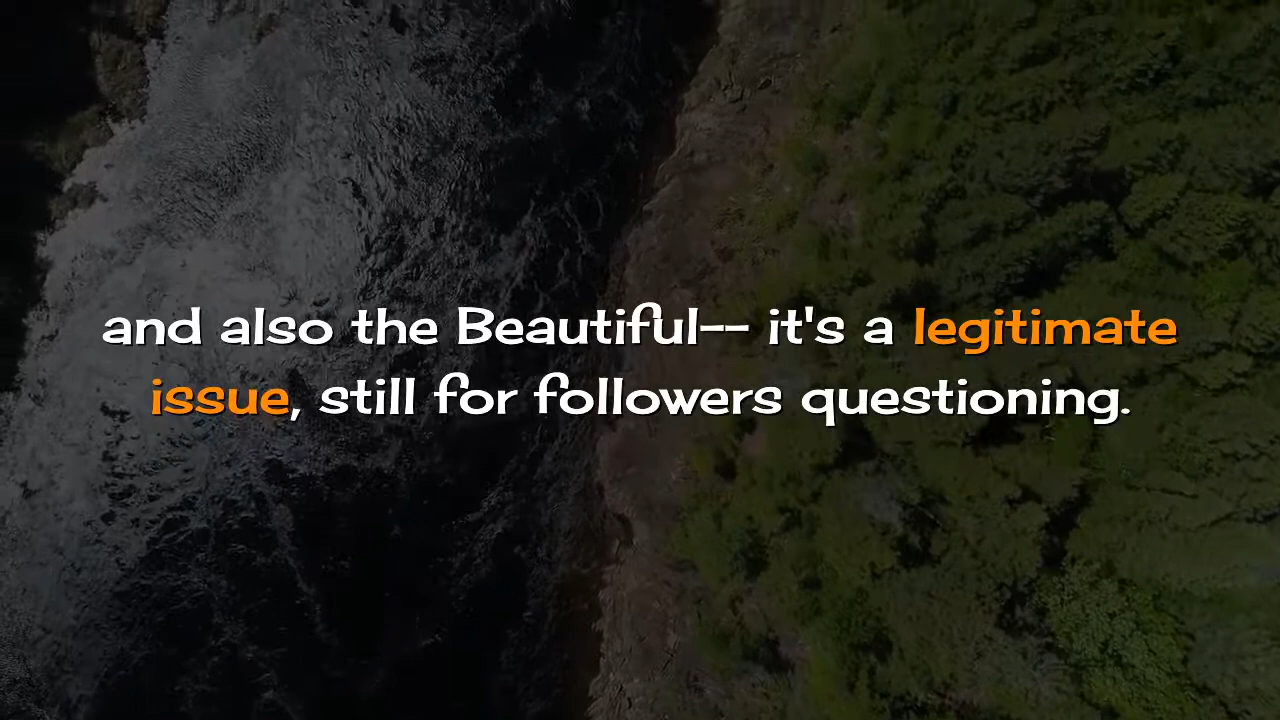 and also the Beautiful-- it's a legitimate
issue, still for followers questioning.